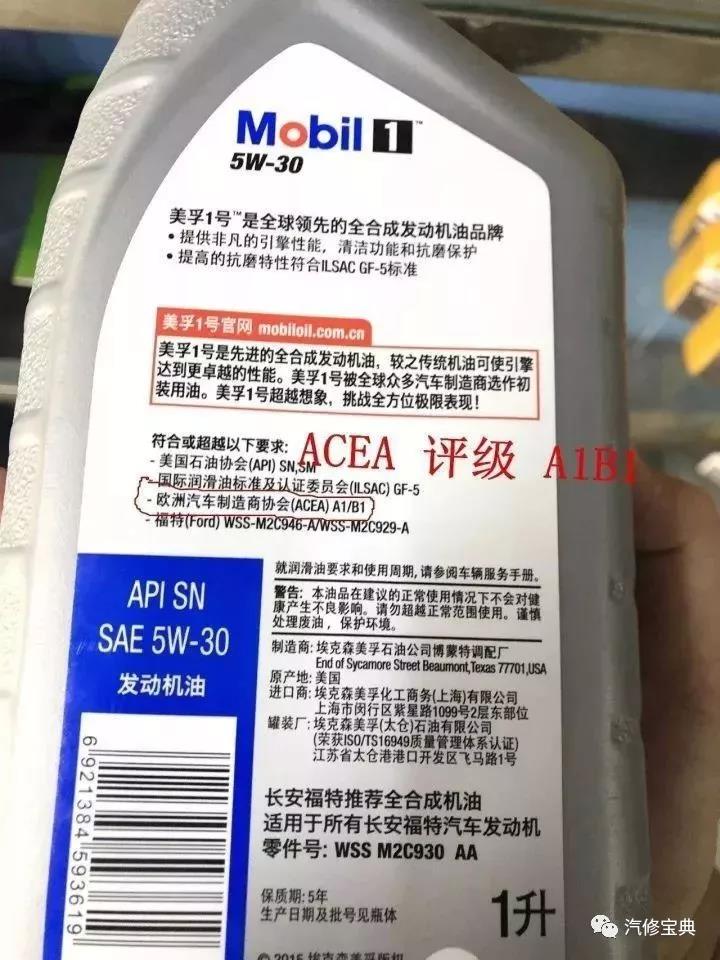 Mobil 1™
5W-30
美孚1号™是全球领先的全合成发动机油品牌
• 提供非凡的引擎性能，清洁功能和抗磨保护
• 提高的抗磨特性符合ILSAC GF-5标准
美孚1号官网 mobiloil.com.cn
美孚1号是先进的全合成发动机油，较之传统机油可使引擎
达到更卓越的性能。美孚1号被全球众多汽车制造商选作初
装用油。美孚1号超越想象，挑战全方位极限表现！
符合或超越以下要求：
ACEA 评级 A1B1
- 美国石油协会(API) SN,SM
- 国际润滑油标准及认证委员会(ILSAC) GF-5
- 欧洲汽车制造商协会(ACEA) A1/B1
- 福特(Ford) WSS-M2C946-A/WSS-M2C929-A
API SN
SAE 5W-30
发动机油
就润滑油要求和使用周期,请参阅车辆服务手册。
警告：本油品在建议的正常使用情况下不会对健
康产生不良影响。请勿超越正常范围使用。谨慎
处理废油，保护环境。
制造商：埃克森美孚石油公司博蒙特调配厂
End of Sycamore Street Beaumont,Texas 77701,USA
原产地：美国
进口商：埃克森美孚化工商务(上海)有限公司
上海市闵行区紫星路1099号2层东部位
罐装厂：埃克森美孚(太仓)石油有限公司
(荣获ISO/TS16949质量管理体系认证)
江苏省太仓港港口开发区飞马路1号
6 921384 593619
长安福特推荐全合成机油
适用于所有长安福特汽车发动机
零件号：WSS M2C930 AA
保质期：5年
生产日期及批号见瓶体
1升
© 2015 埃克森美孚版权
汽修宝典